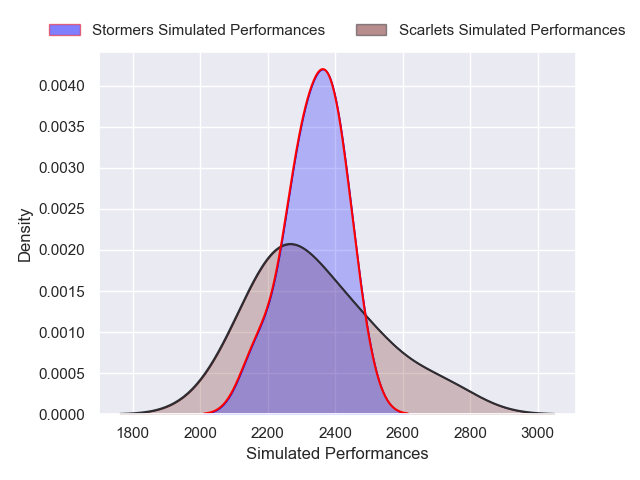 Stormers Simulated Performances
Scarlets Simulated Performances
0.0040
0.0035
0.0030
0.0025
0.0020
0.0015
0.0010
0.0005
0.0000
Density
1800 2000 2200 2400 2600 2800 3000
Simulated Performances